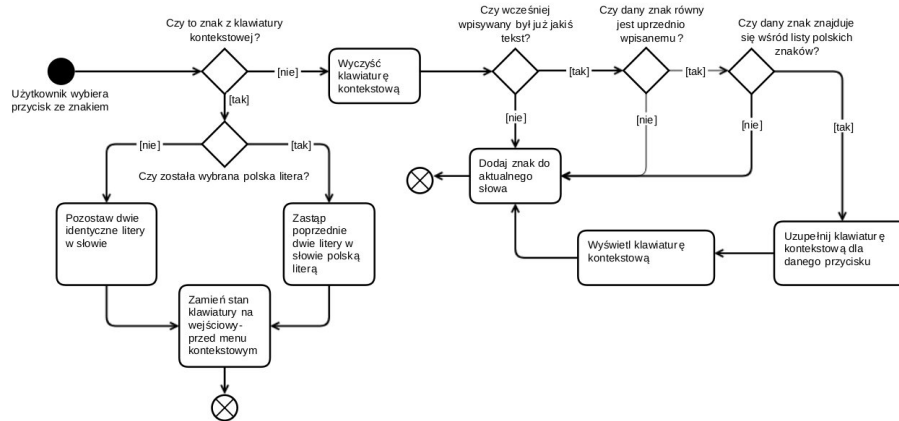 Czy to znak z klawiatury
kontekstowej?
Czy wcześniej
wpisywany był już jakiś
tekst?
Czy dany znak równy
jest uprzednio
wpisanemu?
Czy dany znak znajduje
się wśród listy polskich
znaków?
Użytkownik wybiera
przycisk ze znakiem
[nie]
[tak]
Wyczyść
klawiaturę
kontekstową
[tak]
[nie]
[tak]
[nie]
[nie]
[tak]
[nie]
[tak]
Czy została wybrana polska litera?
Dodaj znak do
aktualnego
słowa
Pozostaw dwie
identyczne litery
w słowie
Zastąp
poprzednie
dwie litery w
słowie polską
literą
Wyświetl klawiaturę
kontekstową
Uzupełnij klawiaturę
kontekstową dla
danego przycisku
Zamień stan
klawiatury na
wejściowy-
przed menu
kontekstowym